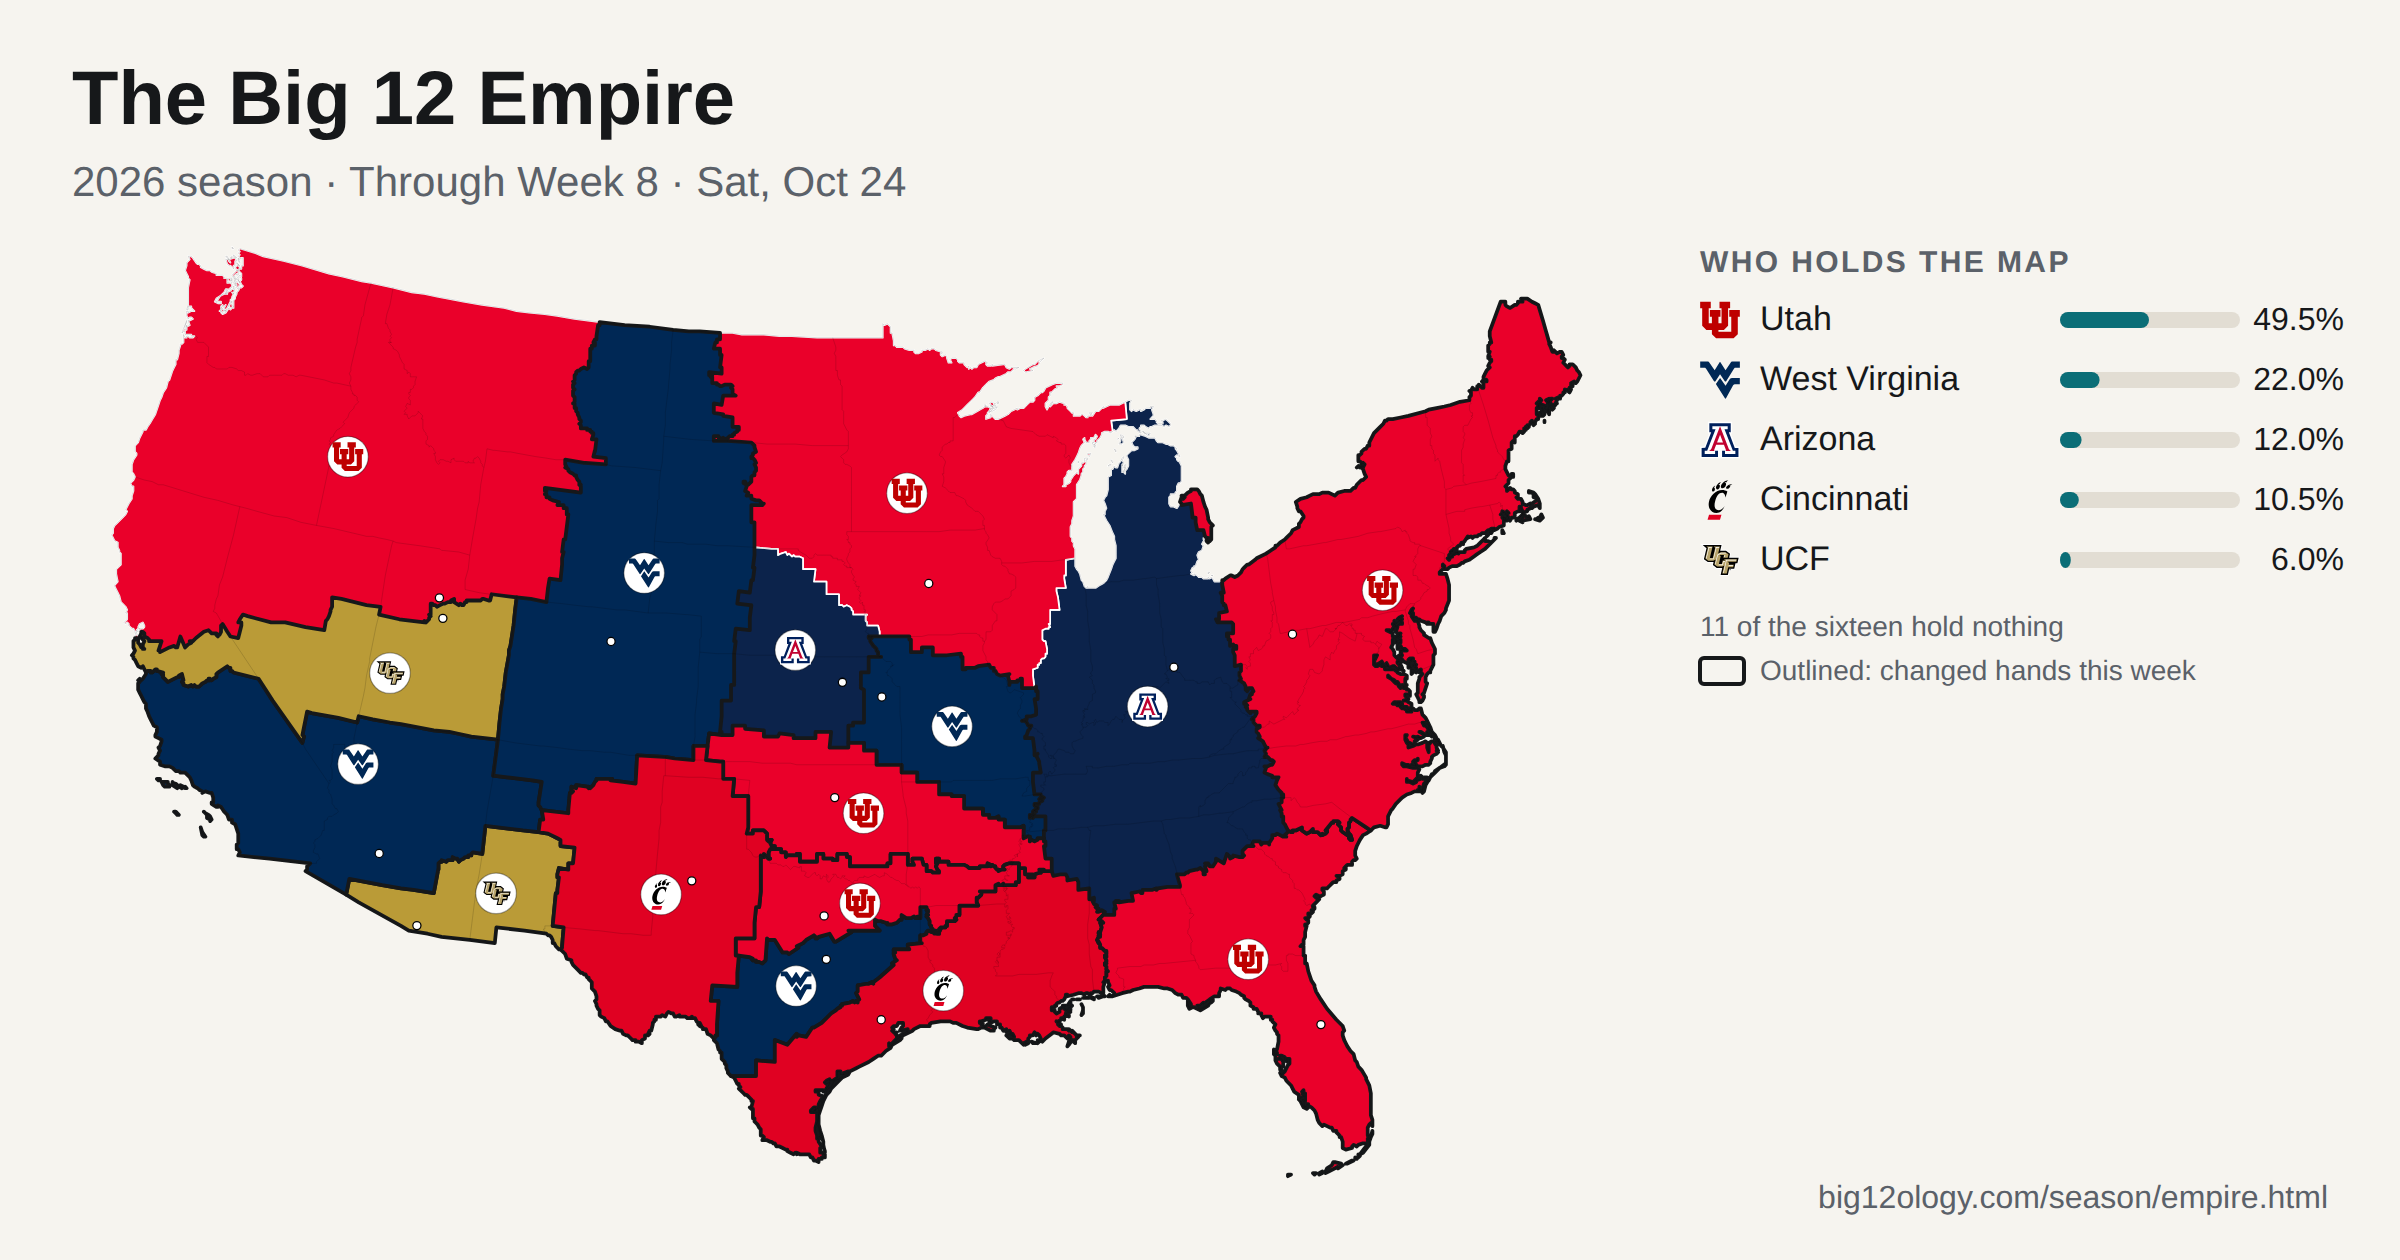 The Big 12 Empire
2026 season · Through Week 8 · Sat, Oct 24
WHO HOLDS THE MAP
Utah 49.5%
West Virginia 22.0%
Arizona 12.0%
Cincinnati 10.5%
UCF 6.0%
11 of the sixteen hold nothing
Outlined: changed hands this week
big12ology.com/season/empire.html